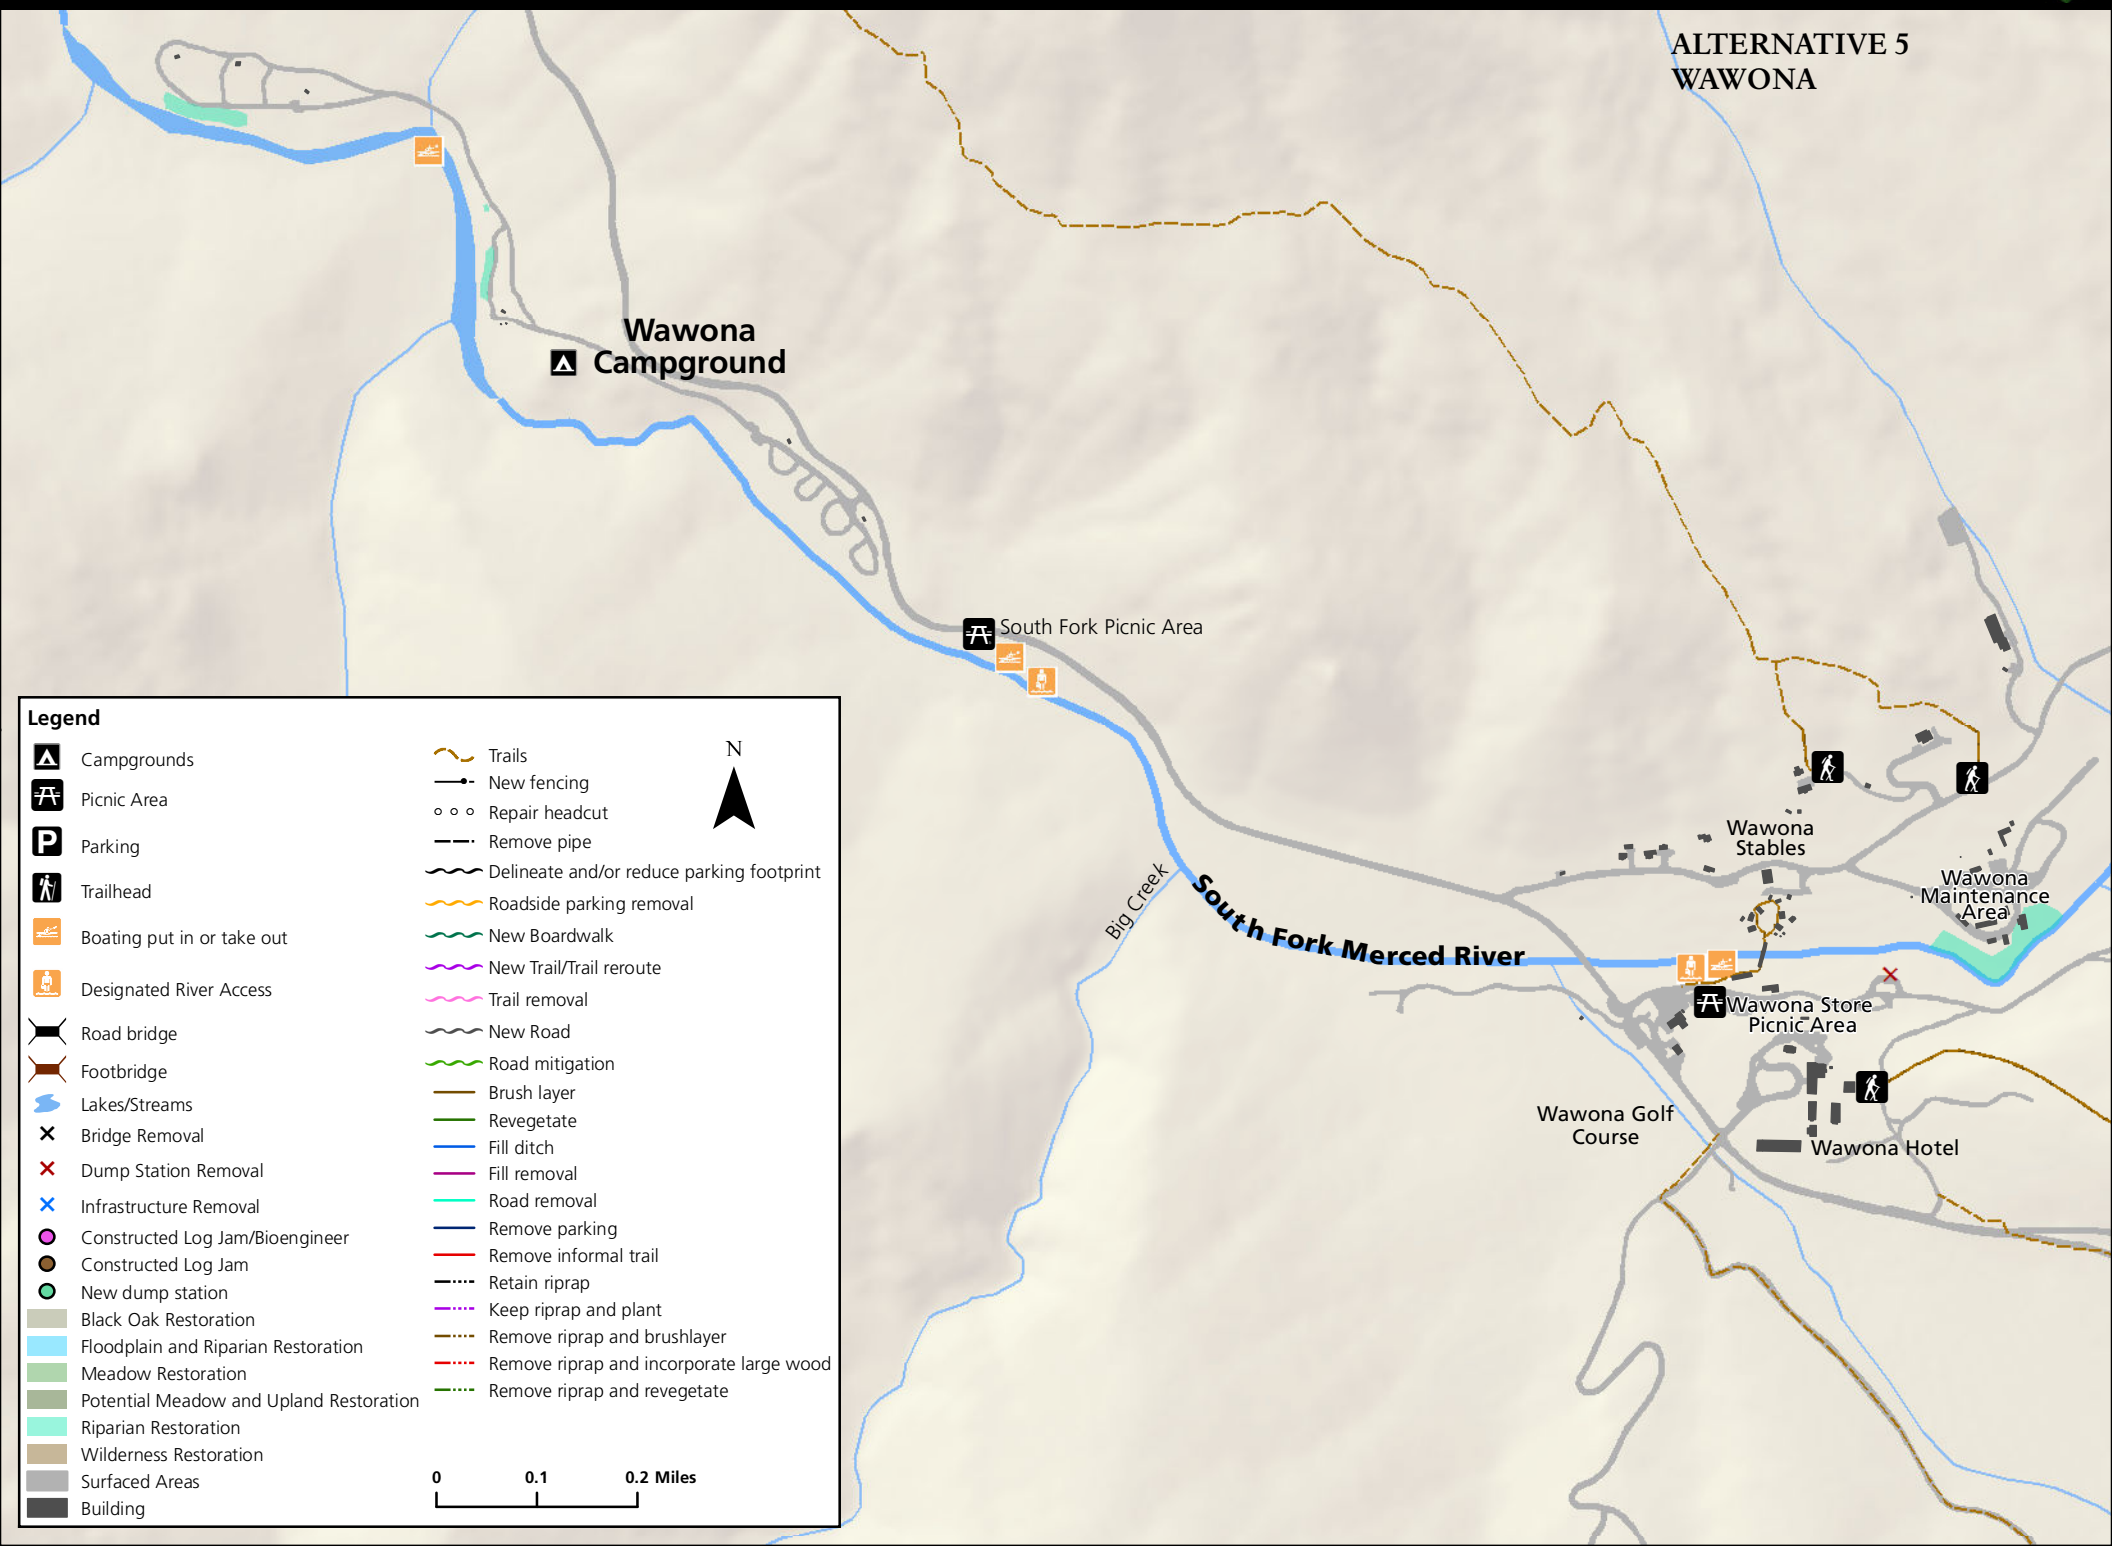 ALTERNATIVE 5
WAWONA
Wawona
Campground
South Fork Picnic Area
Big Creek
South Fork Merced River
Wawona
Stables
Wawona
Maintenance
Area
Wawona Store
Picnic Area
Wawona Golf
Course
Wawona Hotel
Legend
Campgrounds
Picnic Area
P
Parking
Trailhead
Boating put in or take out
Designated River Access
Road bridge
Footbridge
Lakes/Streams
Bridge Removal
Dump Station Removal
Infrastructure Removal
Constructed Log Jam/Bioengineer
Constructed Log Jam
New dump station
Black Oak Restoration
Floodplain and Riparian Restoration
Meadow Restoration
Potential Meadow and Upland Restoration
Riparian Restoration
Wilderness Restoration
Surfaced Areas
Building
Trails
New fencing
Repair headcut
Remove pipe
Delineate and/or reduce parking footprint
Roadside parking removal
New Boardwalk
New Trail/Trail reroute
Trail removal
New Road
Road mitigation
Brush layer
Revegetate
Fill ditch
Fill removal
Road removal
Remove parking
Remove informal trail
Retain riprap
Keep riprap and plant
Remove riprap and brushlayer
Remove riprap and incorporate large wood
Remove riprap and revegetate
N
0 0.1 0.2 Miles